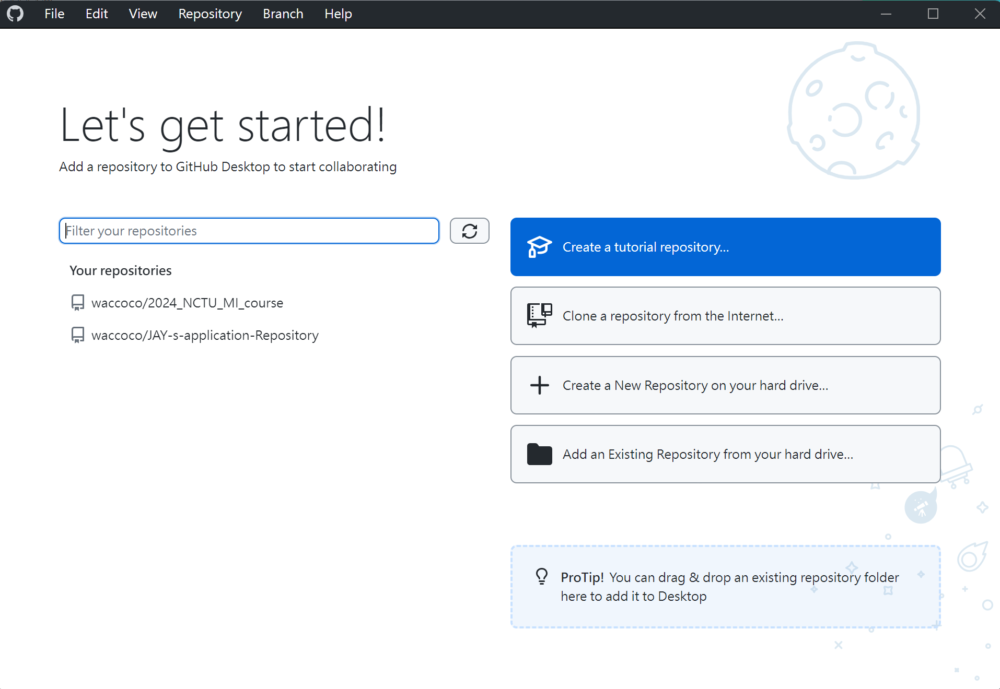 File Edit View Repository Branch Help
Let's get started!
Add a repository to GitHub Desktop to start collaborating
Filter your repositories
Your repositories
waccoco/2024_NCTU_MI_course
waccoco/JAY-s-application-Repository
Create a tutorial repository...
Clone a repository from the Internet...
Create a New Repository on your hard drive...
Add an Existing Repository from your hard drive...
ProTip! You can drag & drop an existing repository folder
here to add it to Desktop